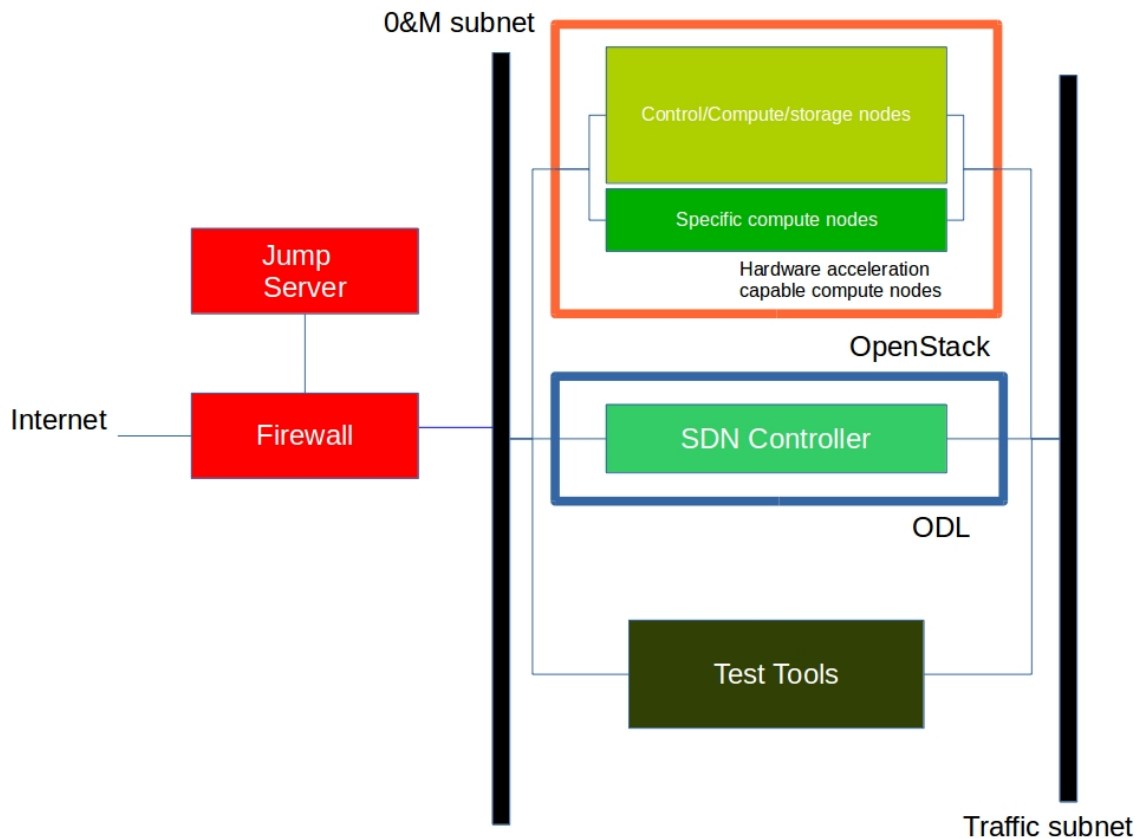 0&M subnet
Control/Compute/storage nodes
Specific compute nodes
Hardware acceleration
capable compute nodes
OpenStack
Jump
Server
Internet
Firewall
SDN Controller
ODL
Test Tools
Traffic subnet